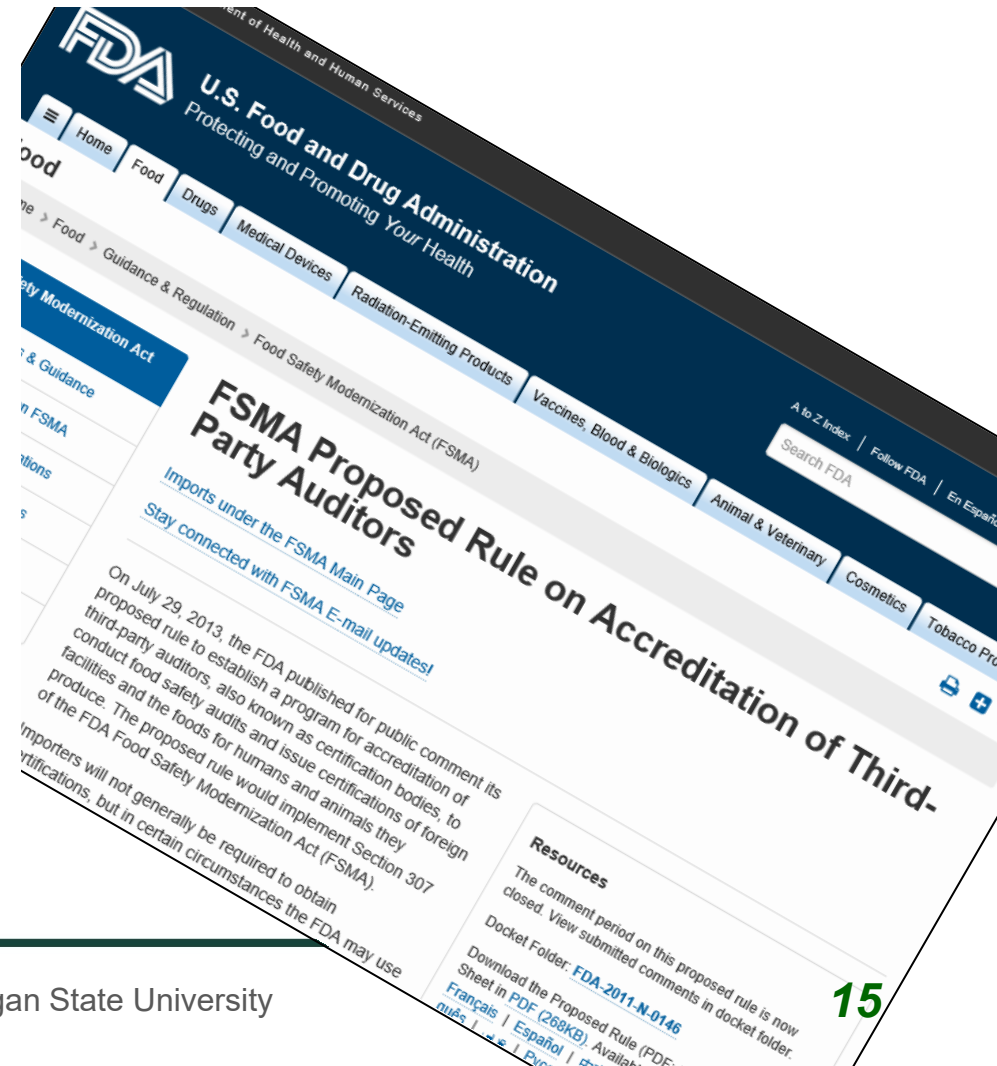 ent of Health and Human Services
FDA
U.S. Food and Drug Administration
Protecting and Promoting Your Health
A to Z Index | Follow FDA | En Español
Search FDA
Home
Food
Drugs
Medical Devices
Radiation-Emitting Products
Vaccines, Blood & Biologics
Animal & Veterinary
Cosmetics
Tobacco Pro
ood
me > Food > Guidance & Regulation > Food Safety Modernization Act (FSMA)
ety Modernization Act
s & Guidance
n FSMA
ations
s
FSMA Proposed Rule on Accreditation of Third-
Party Auditors
Imports under the FSMA Main Page
Stay connected with FSMA E-mail updates!
On July 29, 2013, the FDA published for public comment its
proposed rule to establish a program for accreditation of
third-party auditors, also known as certification bodies, to
conduct food safety audits and issue certifications of foreign
facilities and the foods for humans and animals they
produce. The proposed rule would implement Section 307
of the FDA Food Safety Modernization Act (FSMA).
Importers will not generally be required to obtain
ertifications, but in certain circumstances the FDA may use
Resources
The comment period on this proposed rule is now
closed. View submitted comments in docket folder.
Docket Folder: FDA-2011-N-0146
Download the Proposed Rule (PDF:
Sheet in PDF (268KB). Availabl
Français | Español |
guês |
gan State University
15